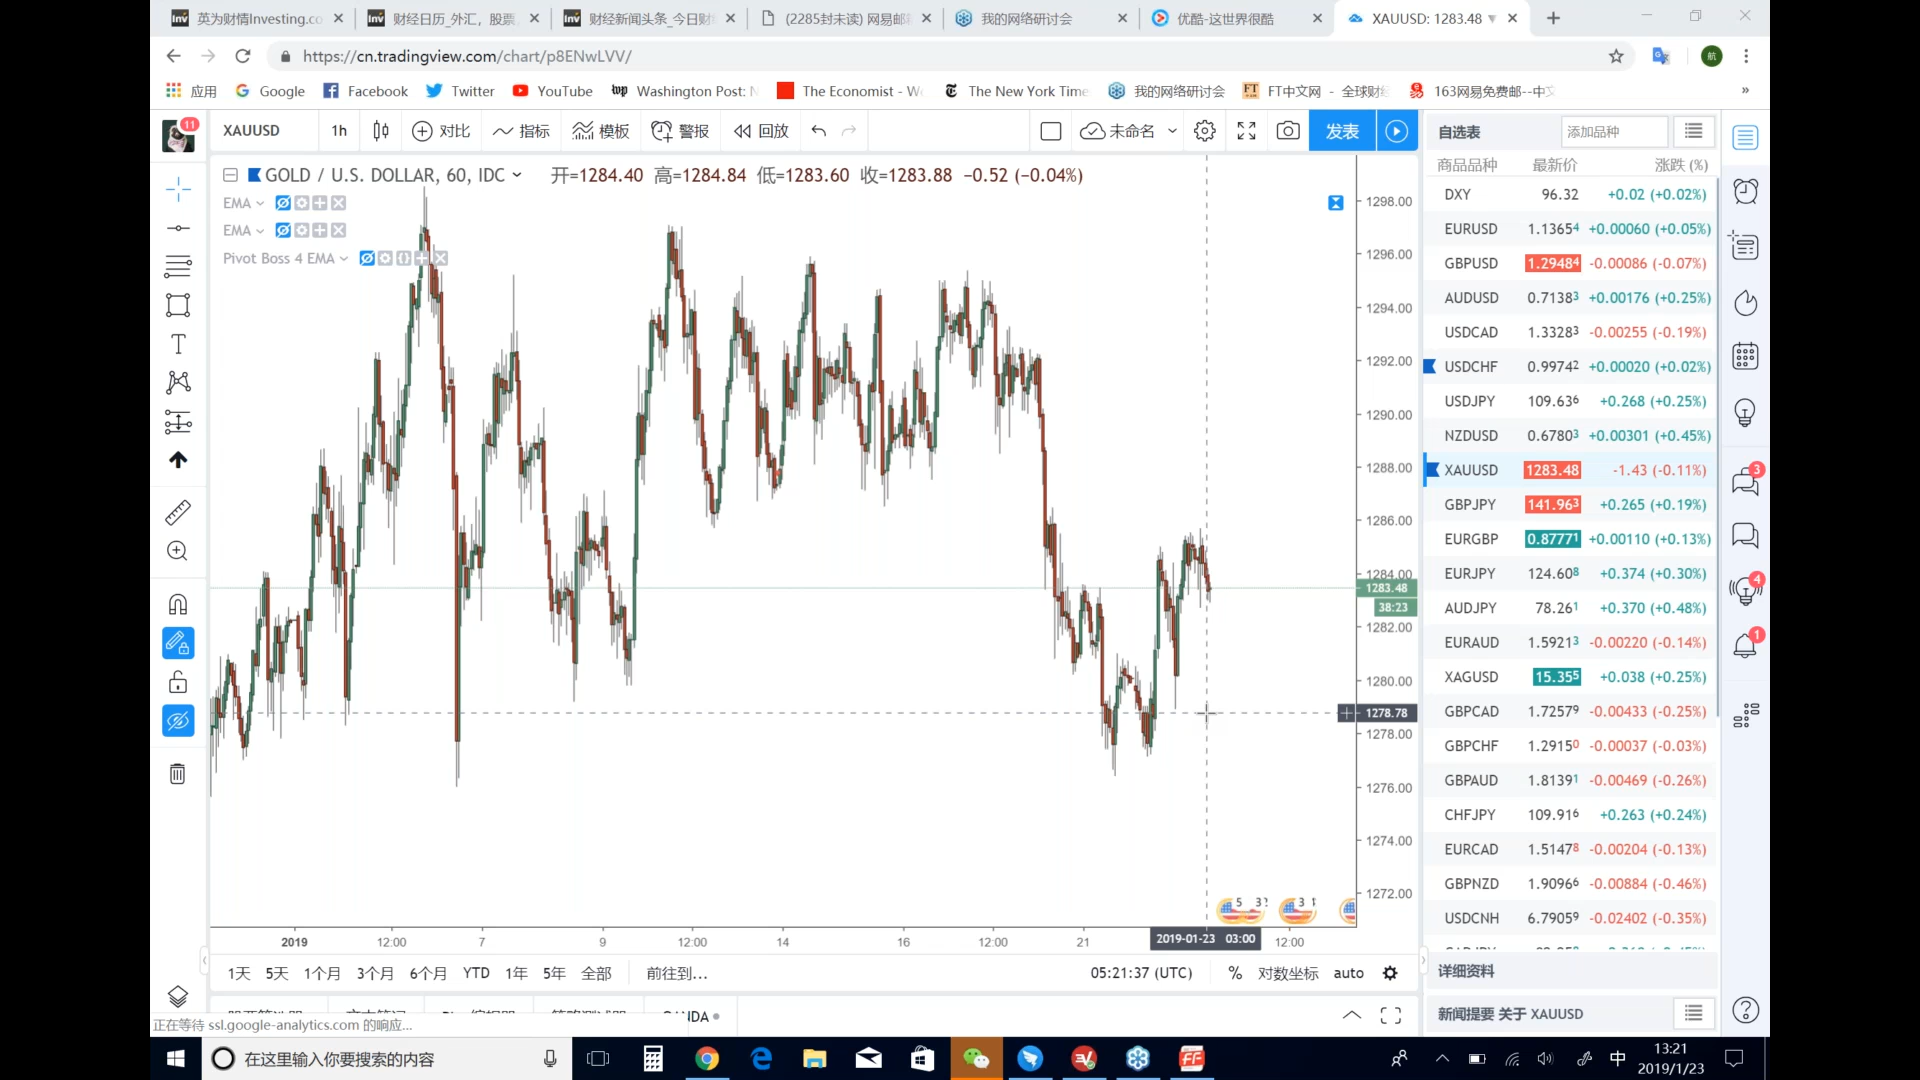 英为财情Investing.co
财经日历_外汇，股票
财经新闻头条_今日财
(2285封未读) 网易邮
我的网络研讨会
优酷-这世界很酷
XAUUSD: 1283.48
https://cn.tradingview.com/chart/p8ENwLVV/
应用 Google Facebook Twitter YouTube Washington Post: The Economist - The New York Time 我的网络研讨会 FT中文网 - 全球财 163网易免费邮--中文
11
XAUUSD 1h 对比 指标 模板 警报 回放 未命名 发表
GOLD / U.S. DOLLAR, 60, IDC 开=1284.40 高=1284.84 低=1283.60 收=1283.88 −0.52 (−0.04%)
EMA
EMA
Pivot Boss 4 EMA
1298.00
1296.00
1294.00
1292.00
1290.00
1288.00
1286.00
1284.00
1283.48
38:23
1282.00
1280.00
1278.78
1278.00
1276.00
1274.00
1272.00
2019 12:00 7 9 12:00 14 16 12:00 21 2019-01-23 03:00 12:00
1天 5天 1个月 3个月 6个月 YTD 1年 5年 全部 前往到... 05:21:37 (UTC) % 对数坐标 auto
正在等待 ssl.google-analytics.com 的响应...
自选表 添加品种
商品品种 最新价 涨跌 (%)
DXY 96.32 +0.02 (+0.02%)
EURUSD 1.13654 +0.00060 (+0.05%)
GBPUSD 1.29484 -0.00086 (-0.07%)
AUDUSD 0.71383 +0.00176 (+0.25%)
USDCAD 1.33283 -0.00255 (-0.19%)
USDCHF 0.99742 +0.00020 (+0.02%)
USDJPY 109.636 +0.268 (+0.25%)
NZDUSD 0.67803 +0.00301 (+0.45%)
XAUUSD 1283.48 -1.43 (-0.11%)
GBPJPY 141.963 +0.265 (+0.19%)
EURGBP 0.87771 +0.00110 (+0.13%)
EURJPY 124.608 +0.374 (+0.30%)
AUDJPY 78.261 +0.370 (+0.48%)
EURAUD 1.59213 -0.00220 (-0.14%)
XAGUSD 15.355 +0.038 (+0.25%)
GBPCAD 1.72579 -0.00433 (-0.25%)
GBPCHF 1.29150 -0.00037 (-0.03%)
GBPAUD 1.81391 -0.00469 (-0.26%)
CHFJPY 109.916 +0.263 (+0.24%)
EURCAD 1.51478 -0.00204 (-0.13%)
GBPNZD 1.90966 -0.00884 (-0.46%)
USDCNH 6.79059 -0.02402 (-0.35%)
详细资料
新闻提要 关于 XAUUSD
3
4
1
在这里输入你要搜索的内容
中
13:21
2019/1/23